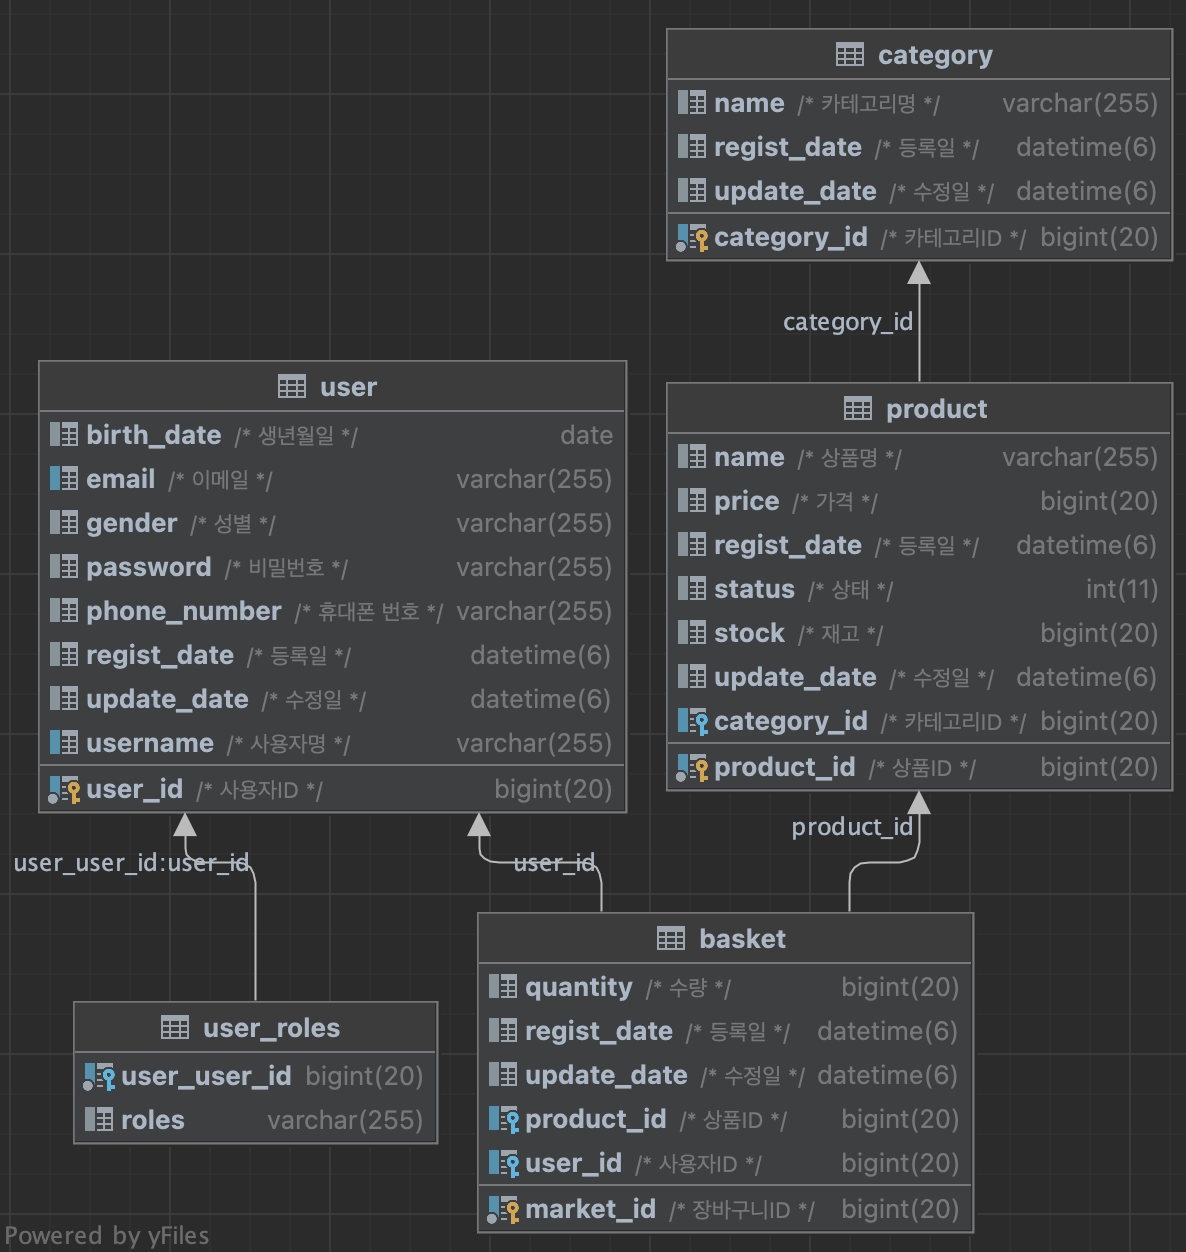 category
name /* 카테고리명 */ varchar(255)
regist_date /* 등록일 */ datetime(6)
update_date /* 수정일 */ datetime(6)
category_id /* 카테고리ID */ bigint(20)
category_id
user
birth_date /* 생년월일 */ date
email /* 이메일 */ varchar(255)
gender /* 성별 */ varchar(255)
password /* 비밀번호 */ varchar(255)
phone_number /* 휴대폰 번호 */ varchar(255)
regist_date /* 등록일 */ datetime(6)
update_date /* 수정일 */ datetime(6)
username /* 사용자명 */ varchar(255)
user_id /* 사용자ID */ bigint(20)
product
name /* 상품명 */ varchar(255)
price /* 가격 */ bigint(20)
regist_date /* 등록일 */ datetime(6)
status /* 상태 */ int(11)
stock /* 재고 */ bigint(20)
update_date /* 수정일 */ datetime(6)
category_id /* 카테고리ID */ bigint(20)
product_id /* 상품ID */ bigint(20)
user_user_id:user_id
user_id
product_id
user_roles
user_user_id bigint(20)
roles varchar(255)
basket
quantity /* 수량 */ bigint(20)
regist_date /* 등록일 */ datetime(6)
update_date /* 수정일 */ datetime(6)
product_id /* 상품ID */ bigint(20)
user_id /* 사용자ID */ bigint(20)
market_id /* 장바구니ID */ bigint(20)
Powered by yFiles